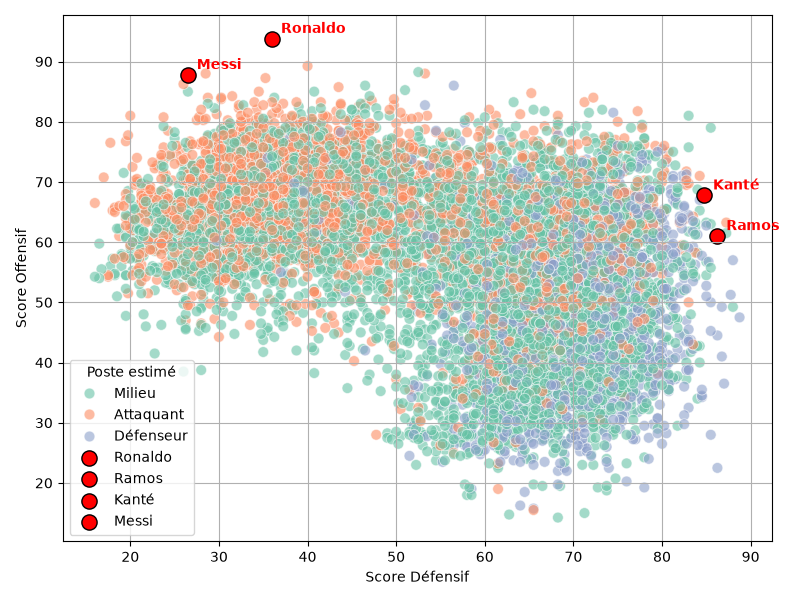 Ronaldo
Messi
Kanté
Ramos
90
80
70
60
50
40
30
20
Score Offensif
Poste estimé
Milieu
Attaquant
Défenseur
Ronaldo
Ramos
Kanté
Messi
20 30 40 50 60 70 80 90
Score Défensif